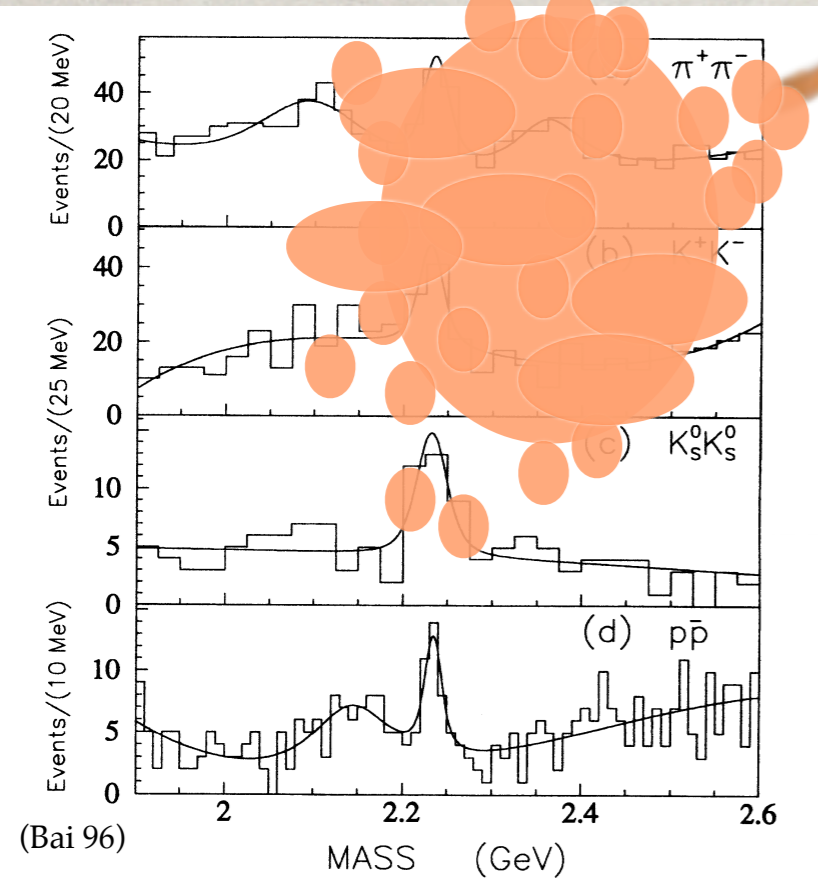 π⁺π⁻
Events/(20 MeV)
40
20
0
(b) K⁺K⁻
Events/(25 MeV)
40
20
0
(c) K⁰ₛK⁰ₛ
Events/(25 MeV)
10
5
0
(d) pp̄
Events/(10 MeV)
10
5
0
2 2.2 2.4 2.6
MASS (GeV)
(Bai 96)